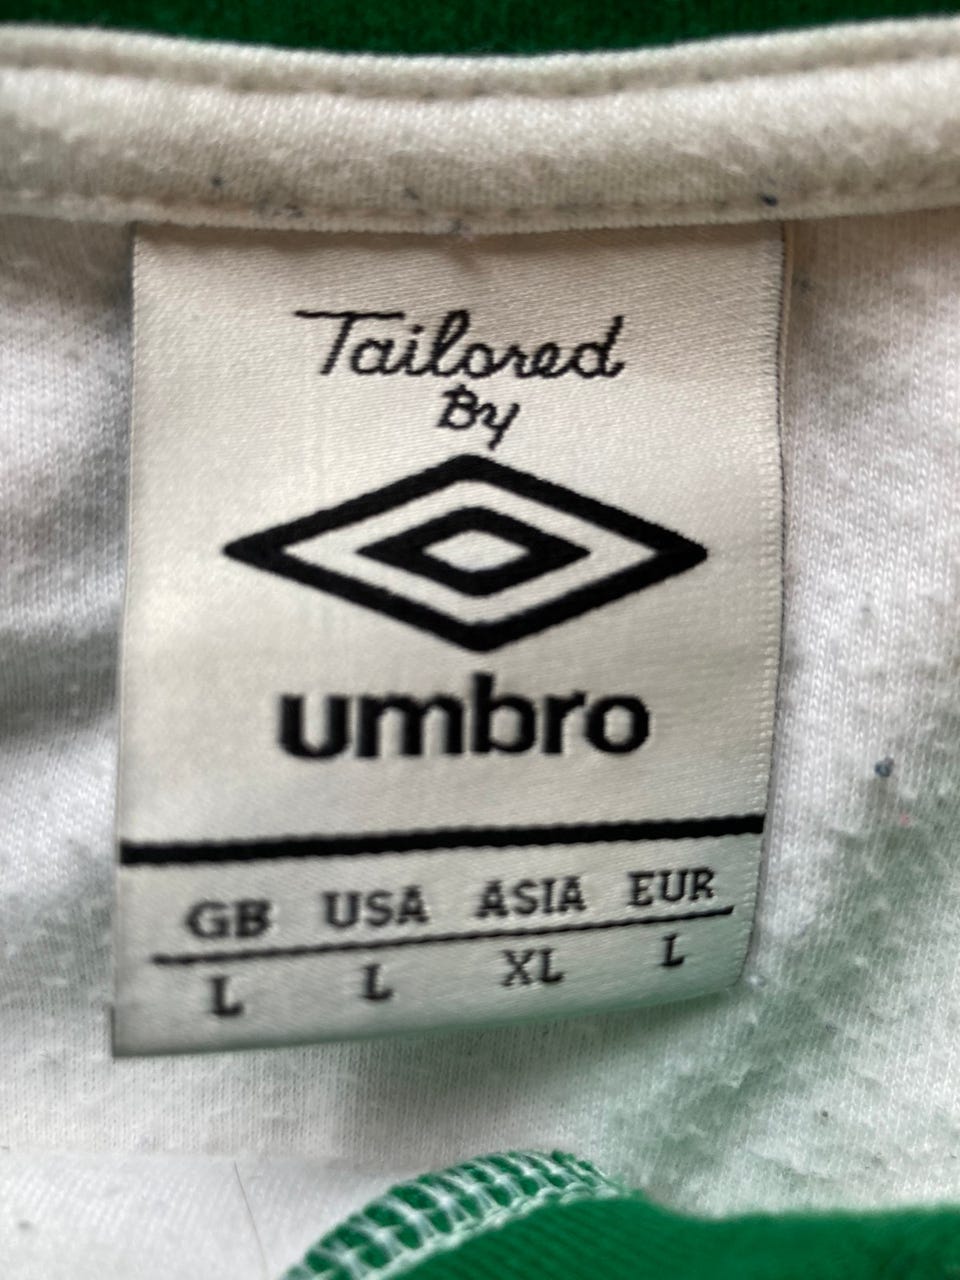 Tailored
By
umbro
GB USA ASIA EUR
L L XL L